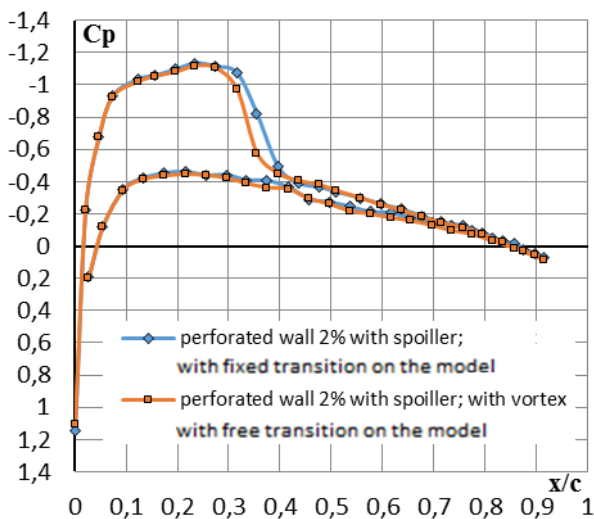 -1,4
Cp
-1,2
-1
-0,8
-0,6
-0,4
-0,2
0
0,2
0,4
0,6
0,8
1
1,2
1,4
perforated wall 2% with spoiller;
with fixed transition on the model
perforated wall 2% with spoiller; with vortex
with free transition on the model
x/c
0 0,1 0,2 0,3 0,4 0,5 0,6 0,7 0,8 0,9 1